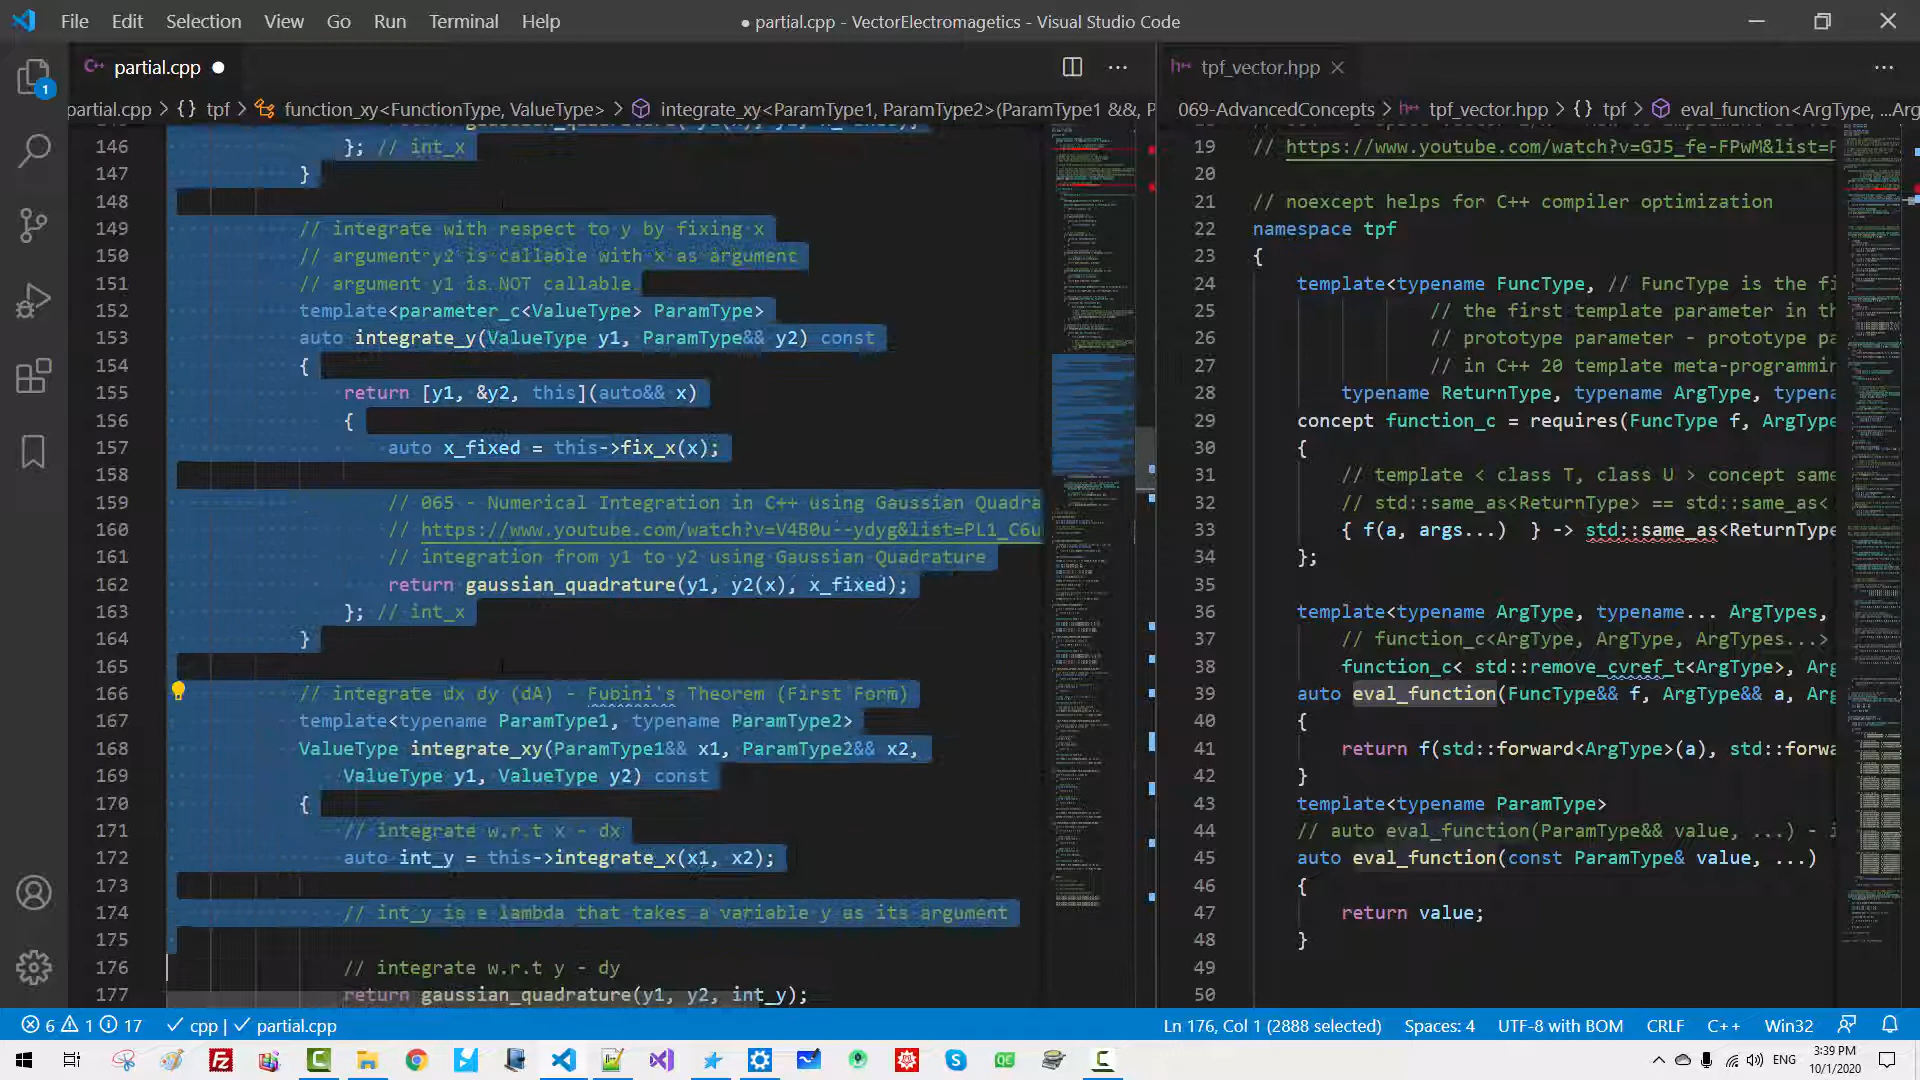 File Edit Selection View Go Run Terminal Help
● partial.cpp - VectorElectromagetics - Visual Studio Code
partial.cpp ●
partial.cpp > {} tpf > function_xy<FunctionType, ValueType> > integrate_xy<ParamType1, ParamType2>(ParamType1 &&, P
146 }; // int_x
147 }
148
149 // integrate with respect to y by fixing x
150 // argument y2 is callable with x as argument
151 // argument y1 is NOT callable.
152 template<parameter_c<ValueType> ParamType>
153 auto integrate_y(ValueType y1, ParamType&& y2) const
154 {
155 return [y1, &y2, this](auto&& x)
156 {
157 auto x_fixed = this->fix_x(x);
158
159 // 065 - Numerical Integration in C++ using Gaussian Quadra
160 // https://www.youtube.com/watch?v=V4B0u--ydyg&list=PL1_C6u
161 // integration from y1 to y2 using Gaussian Quadrature
162 return gaussian_quadrature(y1, y2(x), x_fixed);
163 }; // int_x
164 }
165
166 // integrate dx dy (dA) - Fubini's Theorem (First Form)
167 template<typename ParamType1, typename ParamType2>
168 ValueType integrate_xy(ParamType1&& x1, ParamType2&& x2,
169 ValueType y1, ValueType y2) const
170 {
171 // integrate w.r.t x - dx
172 auto int_y = this->integrate_x(x1, x2);
173
174 // int_y is e lambda that takes a variable y as its argument
175
176 // integrate w.r.t y - dy
177 return gaussian_quadrature(y1, y2, int_y);
tpf_vector.hpp
069-AdvancedConcepts > tpf_vector.hpp > {} tpf > eval_function<ArgType, ...Arg
19 // https://www.youtube.com/watch?v=GJ5_fe-FPwM&list=P
20
21 // noexcept helps for C++ compiler optimization
22 namespace tpf
23 {
24 template<typename FuncType, // FuncType is the fi
25 // the first template parameter in th
26 // prototype parameter - prototype pa
27 // in C++ 20 template meta-programmin
28 typename ReturnType, typename ArgType, typena
29 concept function_c = requires(FuncType f, ArgType
30 {
31 // template < class T, class U > concept same
32 // std::same_as<ReturnType> == std::same_as<
33 { f(a, args...) } -> std::same_as<ReturnType
34 };
35
36 template<typename ArgType, typename... ArgTypes,
37 // function_c<ArgType, ArgType, ArgTypes...>
38 function_c< std::remove_cvref_t<ArgType>, Arg
39 auto eval_function(FuncType&& f, ArgType&& a, Arg
40 {
41 return f(std::forward<ArgType>(a), std::forwa
42 }
43 template<typename ParamType>
44 // auto eval_function(ParamType&& value, ...) - i
45 auto eval_function(const ParamType& value, ...)
46 {
47 return value;
48 }
49
50
6 1 17 cpp | partial.cpp
Ln 176, Col 1 (2888 selected) Spaces: 4 UTF-8 with BOM CRLF C++ Win32
ENG 3:39 PM
10/1/2020